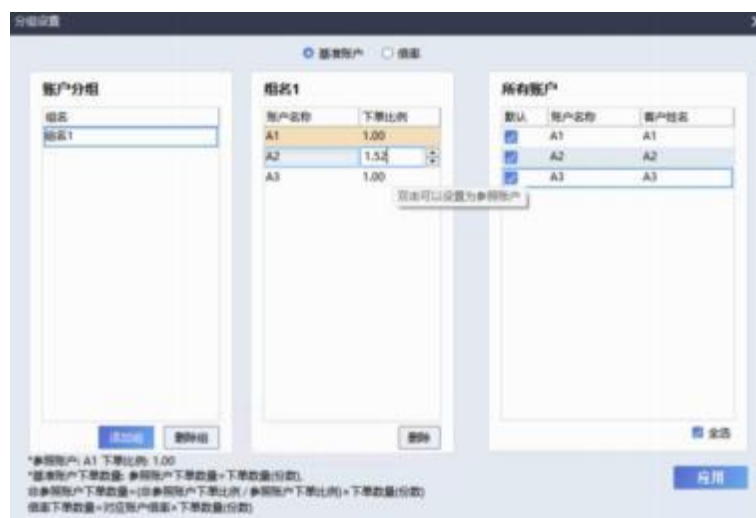 分组设置
基准账户 倍率
账户分组
组名
组名1
添加组 删除组
组名1
账户名称 下单比例
A1 1.00
A2 1.52
A3 1.00
双击可以设置为参照账户
删除
所有账户
默认 账户名称 客户姓名
A1 A1
A2 A2
A3 A3
全选
*参照账户: A1 下单比例: 1.00
*基准账户下单数量: 参照账户下单数量=下单数量(分数),
非参照账户下单数量=(非参照账户下单比例/参照账户下单比例)*下单数量(分数)
倍率下单数量=对应账户倍率*下单数量(分数)
应用